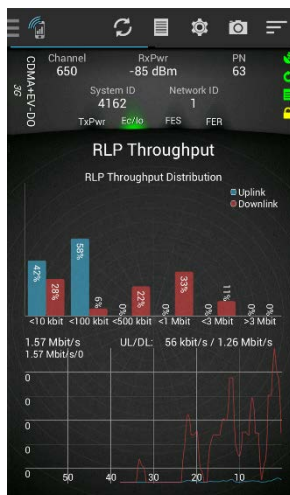 Channel RxPwr PN
650 -85 dBm 63
CDMA+EV-DO
3G
System ID Network ID
4162 1
TxPwr Ec/Io FES FER
RLP Throughput
RLP Throughput Distribution
Uplink
Downlink
42% 28% 58% 6% 0% 22% 0% 33% 0% 11% 0% 0%
<10 kbit <100 kbit <500 kbit <1 Mbit <3 Mbit >3 Mbit
1.57 Mbit/s UL/DL: 56 kbit/s / 1.26 Mbit/s
1.57 Mbit/s/0
0
0
0
0
0
50 40 30 20 10